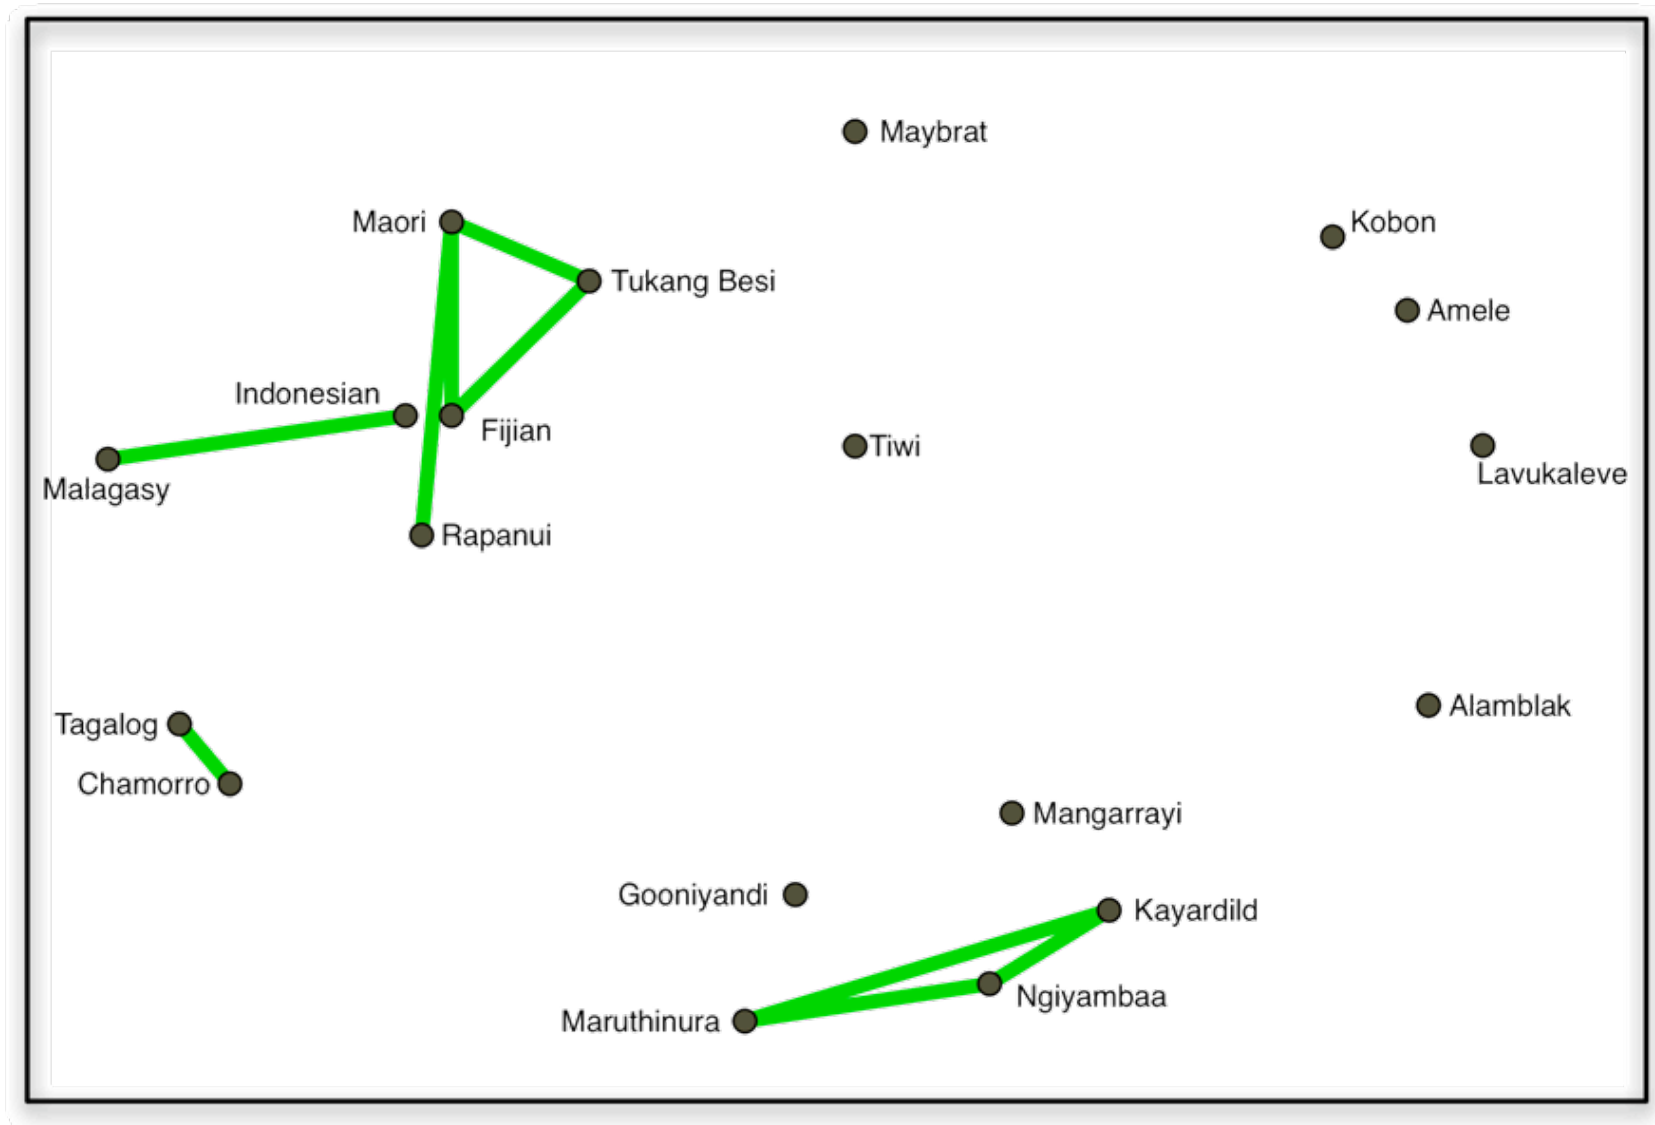 Maybrat
Maori
Kobon
Tukang Besi
Amele
Indonesian
Fijian
Tiwi
Lavukaleve
Malagasy
Rapanui
Alamblak
Tagalog
Chamorro
Mangarrayi
Gooniyandi
Kayardild
Ngiyambaa
Maruthinura